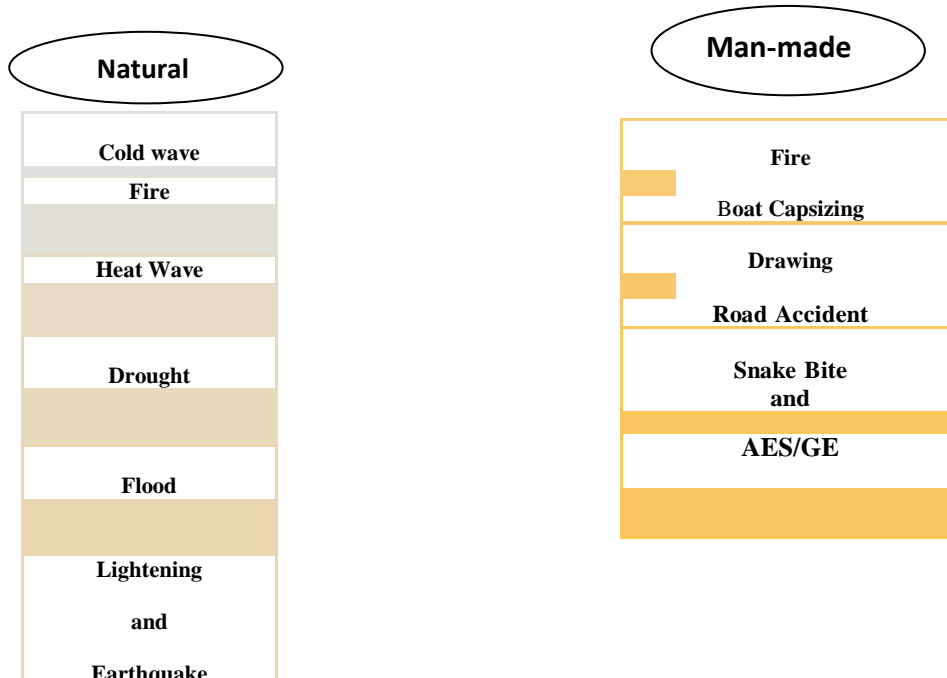 Natural
Cold wave
Fire
Heat Wave
Drought
Flood
Lightening
and
Earthquake
Man-made
Fire
Boat Capsizing
Drawing
Road Accident
Snake Bite
and
AES/GE